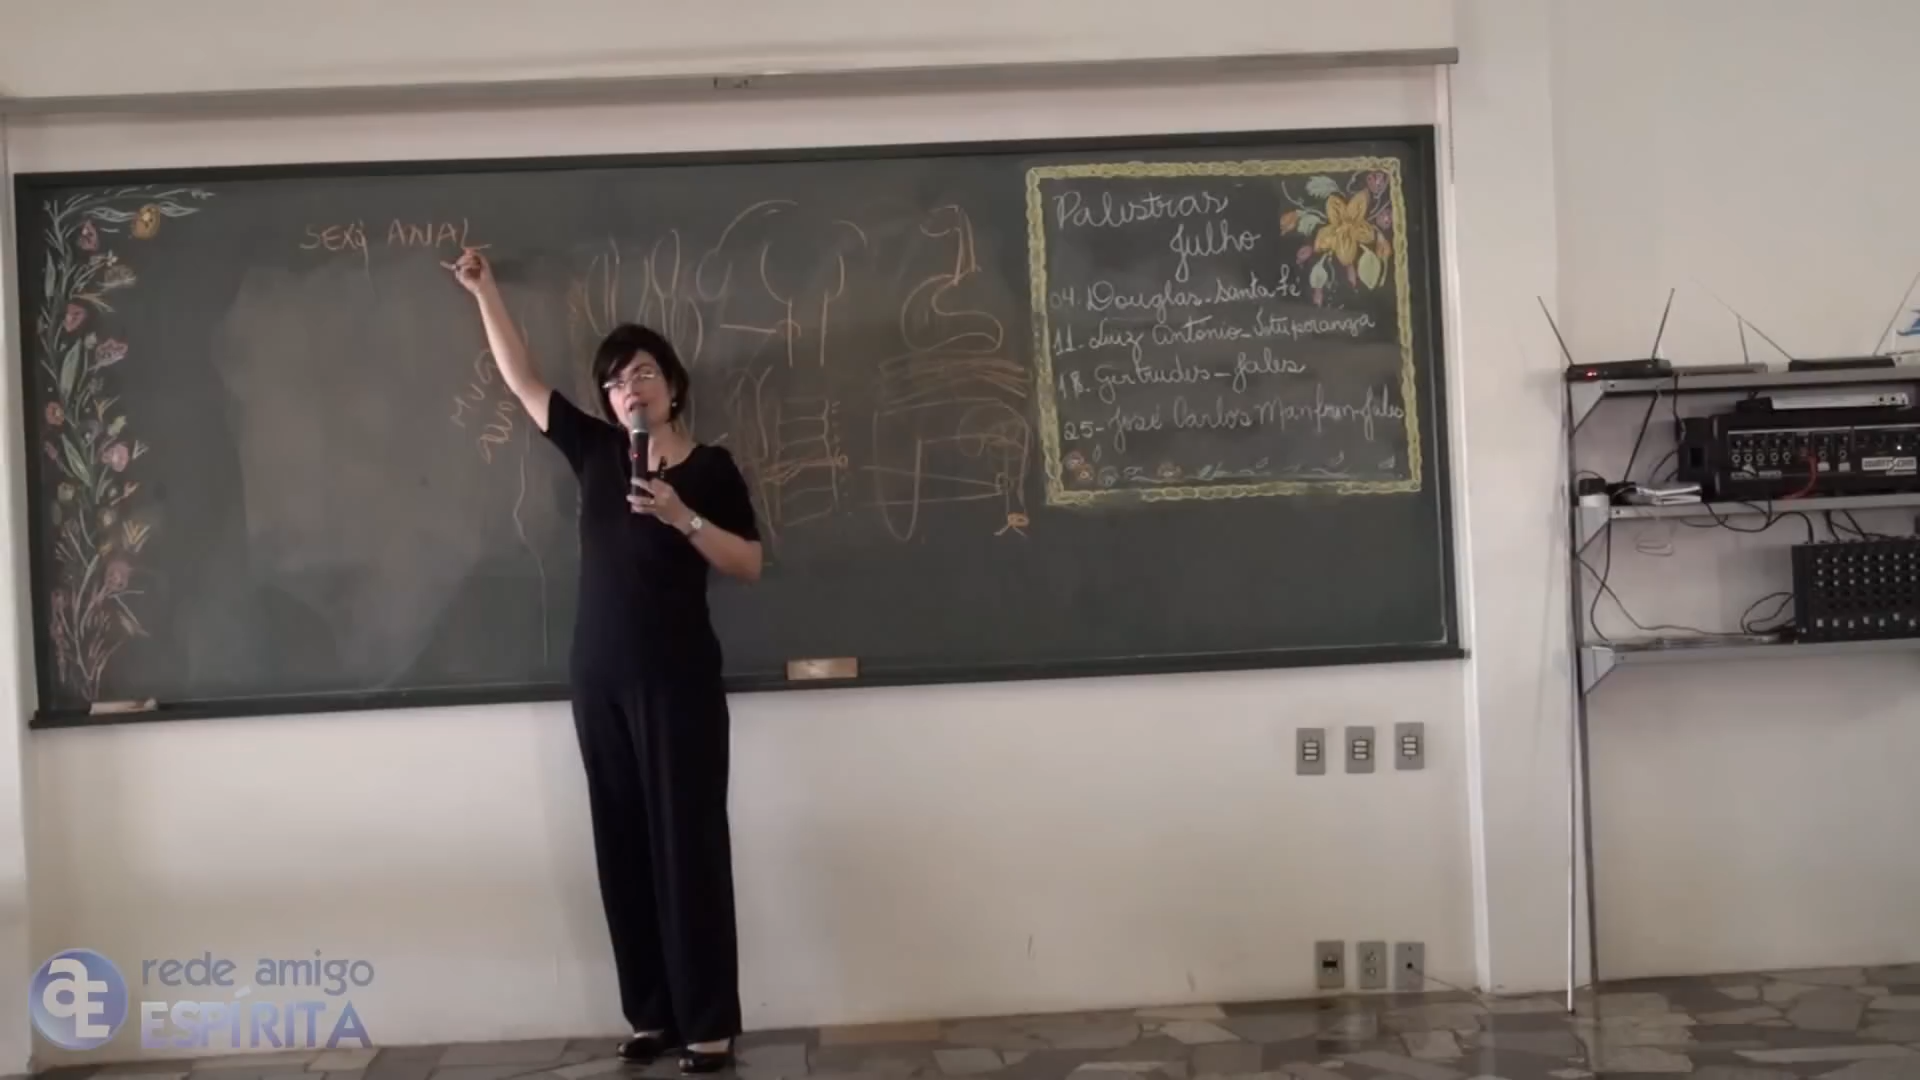 SEXO ANAL
Palestras
Julho
04. Douglas - Santa Fé
11. Luiz Antonio - Votuporanga
18. Gertrudes - Jales
25 - José Carlos Manfrin - Jales
rede amigo
ESPÍRITA